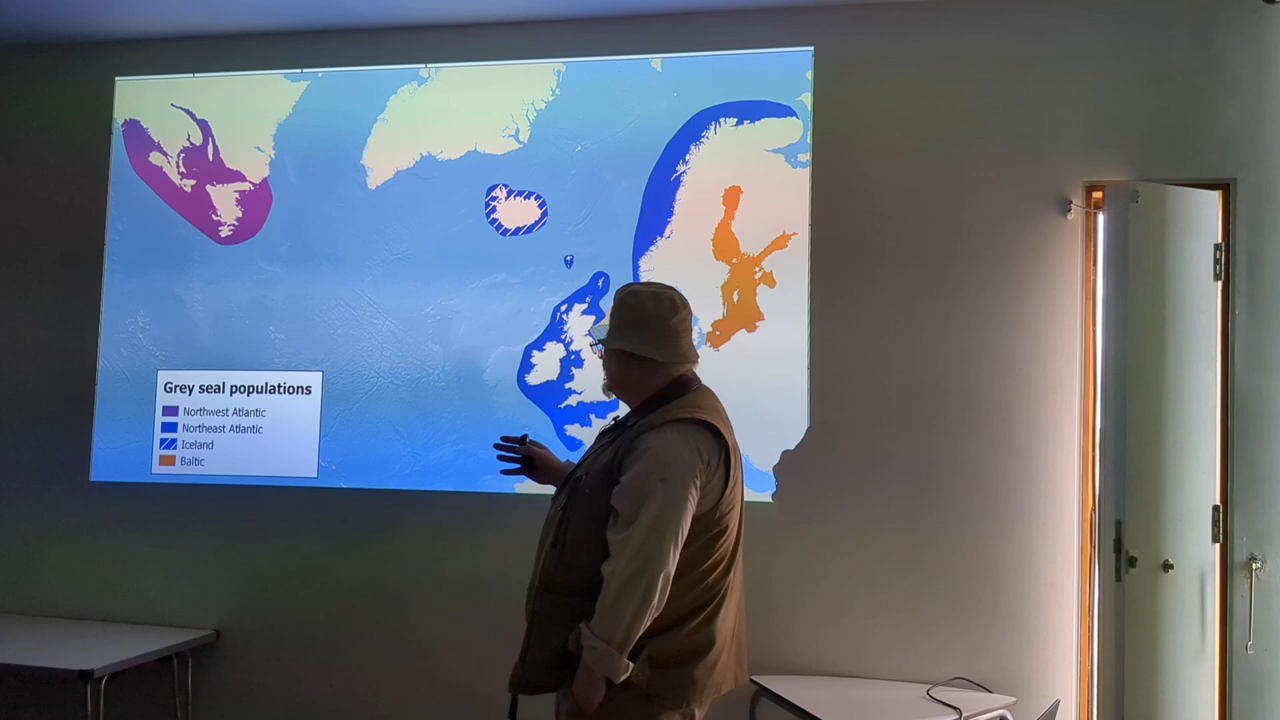 Grey seal populations
Northwest Atlantic
Northeast Atlantic
Iceland
Baltic